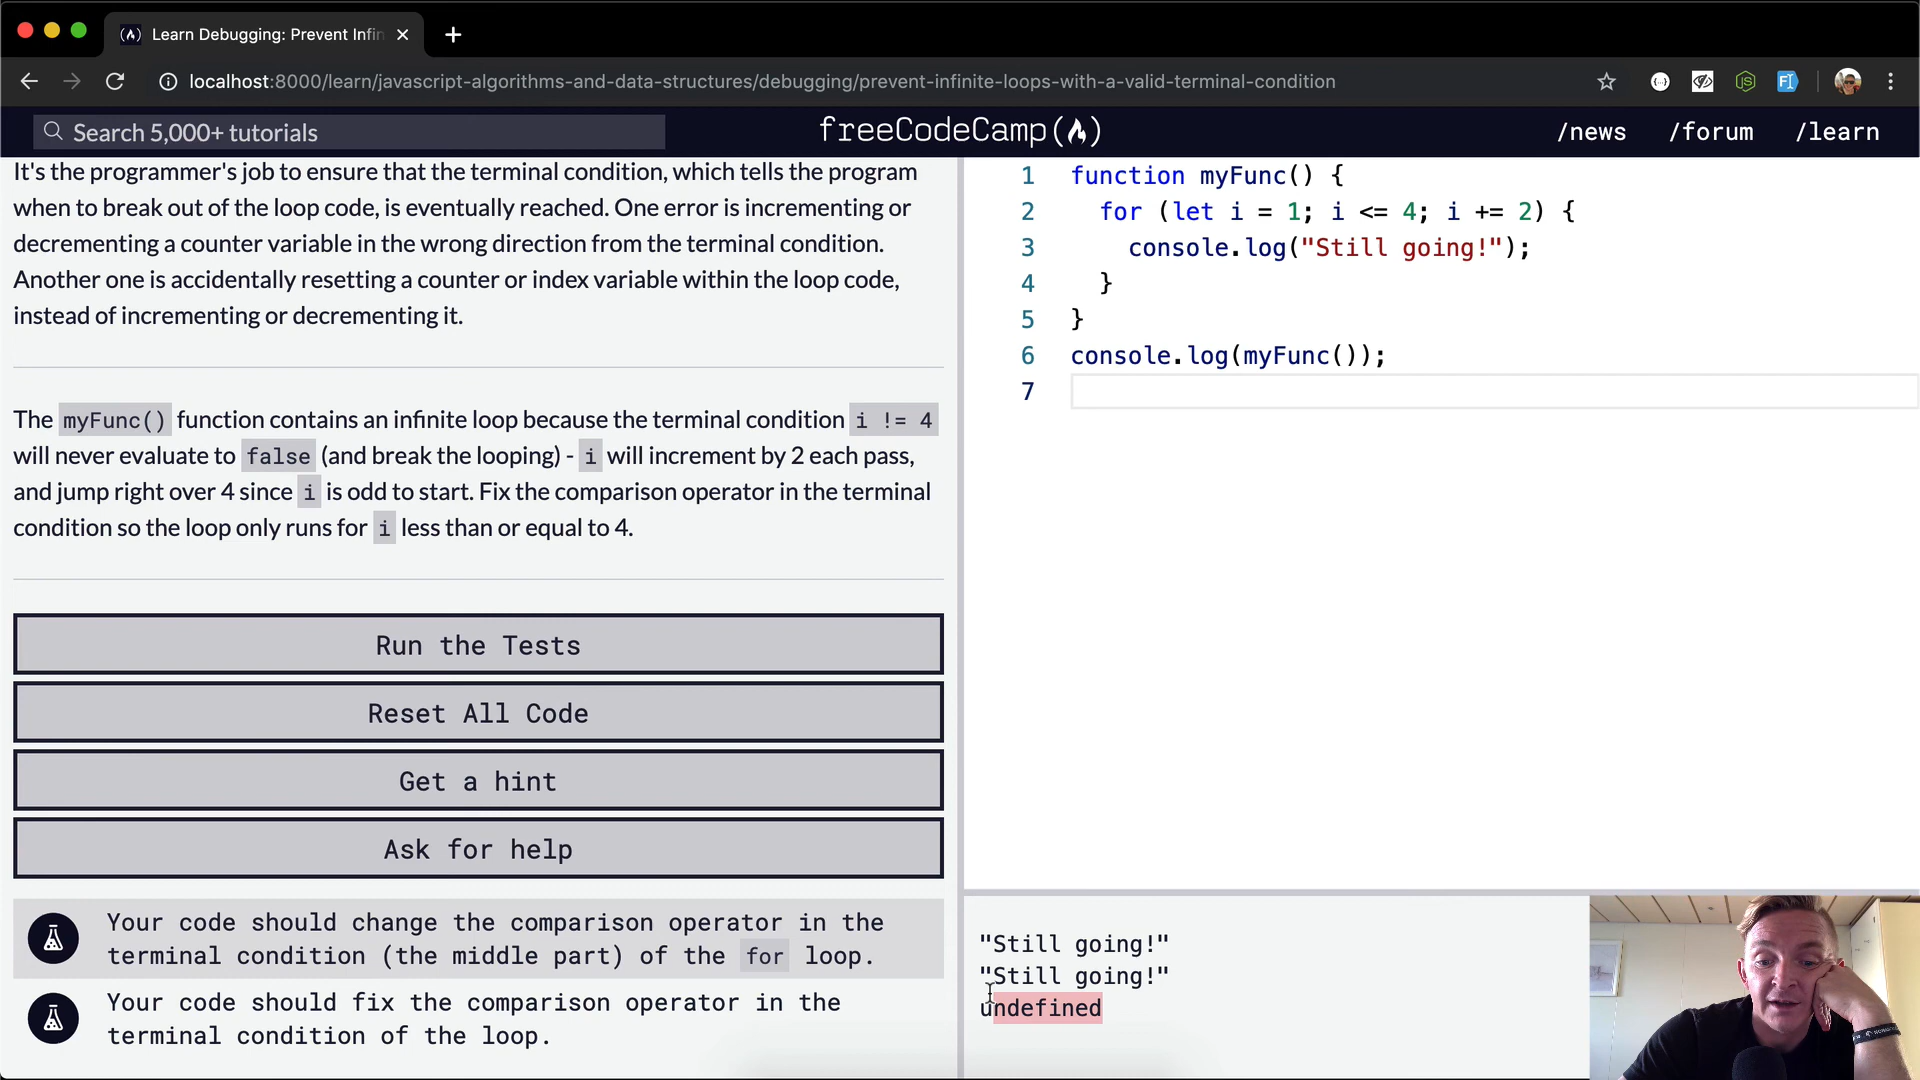 Learn Debugging: Prevent Infin
localhost:8000/learn/javascript-algorithms-and-data-structures/debugging/prevent-infinite-loops-with-a-valid-terminal-condition
Search 5,000+ tutorials
freeCodeCamp
/news
/forum
/learn
It's the programmer's job to ensure that the terminal condition, which tells the program
when to break out of the loop code, is eventually reached. One error is incrementing or
decrementing a counter variable in the wrong direction from the terminal condition.
Another one is accidentally resetting a counter or index variable within the loop code,
instead of incrementing or decrementing it.
The myFunc() function contains an infinite loop because the terminal condition i != 4
will never evaluate to false (and break the looping) - i will increment by 2 each pass,
and jump right over 4 since i is odd to start. Fix the comparison operator in the terminal
condition so the loop only runs for i less than or equal to 4.
Run the Tests
Reset All Code
Get a hint
Ask for help
Your code should change the comparison operator in the
terminal condition (the middle part) of the for loop.
Your code should fix the comparison operator in the
terminal condition of the loop.
1 function myFunc() {
2 for (let i = 1; i <= 4; i += 2) {
3 console.log("Still going!");
4 }
5 }
6 console.log(myFunc());
7
"Still going!"
"Still going!"
undefined